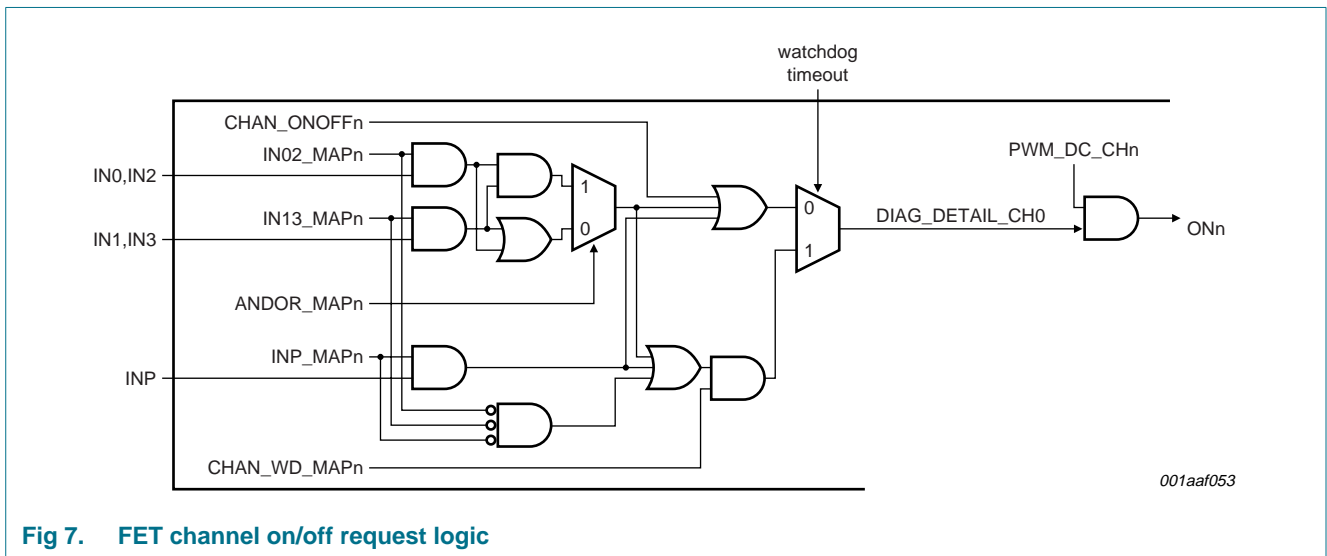 watchdog
timeout
CHAN_ONOFFn
IN02_MAPn
PWM_DC_CHn
IN0,IN2
1
IN13_MAPn
0
DIAG_DETAIL_CH0
ONn
IN1,IN3
0
1
ANDOR_MAPn
INP_MAPn
INP
CHAN_WD_MAPn
001aaf053
Fig 7. FET channel on/off request logic